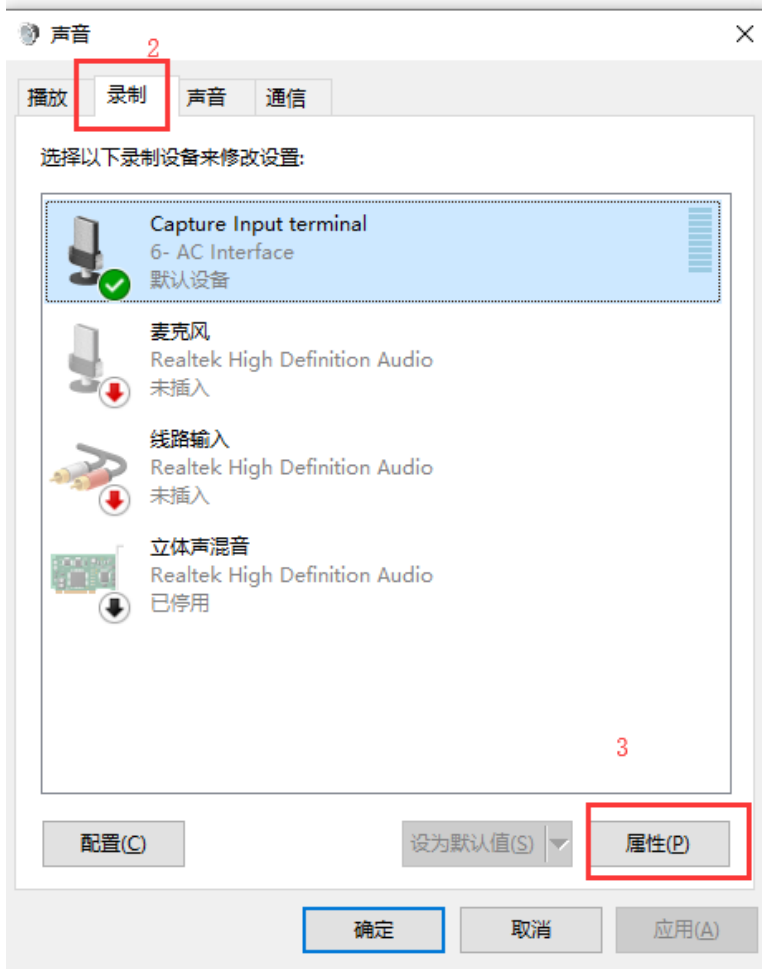 声音
2
播放 录制 声音 通信
选择以下录制设备来修改设置:
Capture Input terminal
6- AC Interface
默认设备
麦克风
Realtek High Definition Audio
未插入
线路输入
Realtek High Definition Audio
未插入
立体声混音
Realtek High Definition Audio
已停用
3
配置(C) 设为默认值(S) 属性(P)
确定 取消 应用(A)